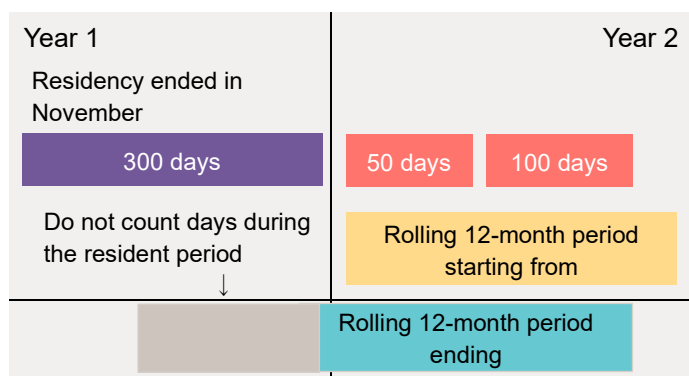 Year 1
Year 2
Residency ended in
November
300 days
50 days
100 days
Do not count days during
the resident period
↓
Rolling 12-month period
starting from
Rolling 12-month period
ending